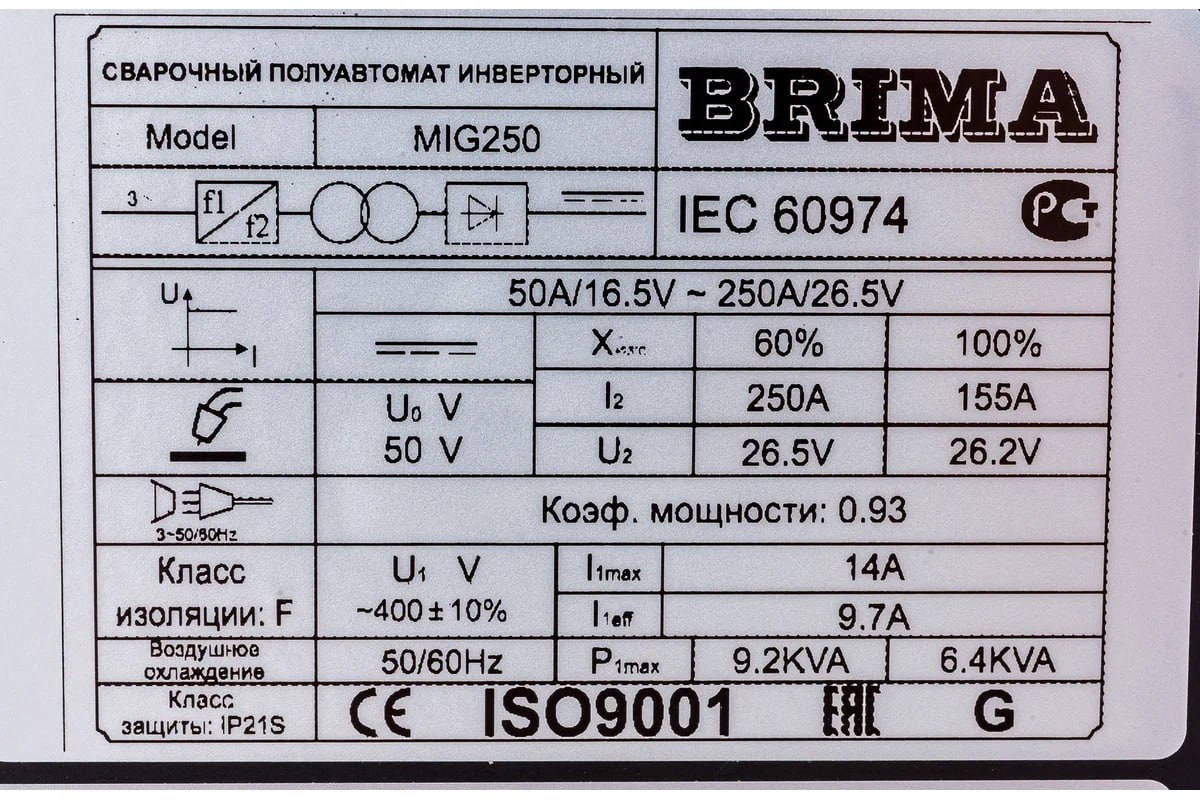 СВАРОЧНЫЙ ПОЛУАВТОМАТ ИНВЕРТОРНЫЙ
BRIMA
Model
MIG250
3~
f1
f2
IEC 60974
РСТ
U
I
50A/16.5V ~ 250A/26.5V
X
60%
100%
U₀ V
50 V
I₂
250A
155A
U₂
26.5V
26.2V
3~50/60Hz
Коэф. мощности: 0.93
Класс
изоляции: F
U₁ V
~400±10%
I₁max
14A
I₁eff
9.7A
Воздушное
охлаждение
50/60Hz
P₁max
9.2KVA
6.4KVA
Класс
защиты: IP21S
CE
ISO9001
EAC
G